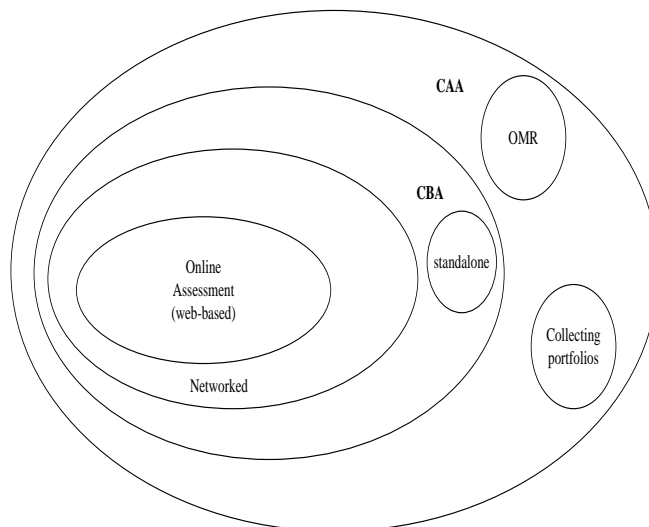 CAA
OMR
CBA
standalone
Online
Assessment
(web-based)
Collecting
portfolios
Networked